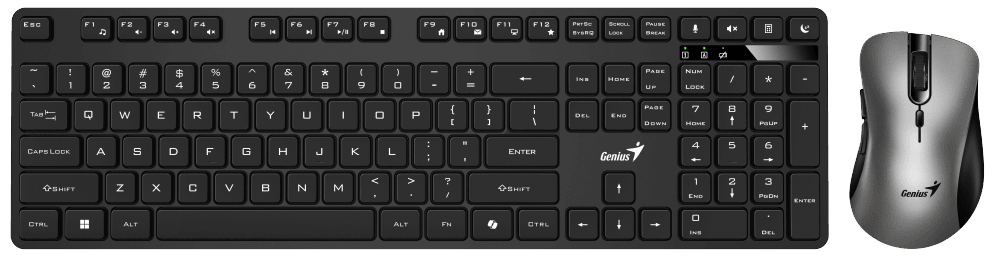 Esc F1 F2 F3 F4 F5 F6 F7 F8 F9 F10 F11 F12 PrtSc SysRq Scroll Lock Pause Break
1 A
~ ` ! 1 @ 2 # 3 $ 4 % 5 ^ 6 & 7 * 8 ( 9 ) 0 _ - + = ← Ins Home Page Up Num Lock / * -
Tab Q W E R T Y U I O P { [ } ] ¦ \ Del End Page Down 7 Home 8 ↑ 9 PgUp +
Caps Lock A S D F G H J K L : ; " , Enter Genius 4 ← 5 6 →
⇧Shift Z X C V B N M < , > . ? / ⇧Shift ↑ 1 End 2 ↓ 3 PgDn Enter
Ctrl Alt Alt Fn Ctrl ← ↓ → 0 Ins . Del
Genius